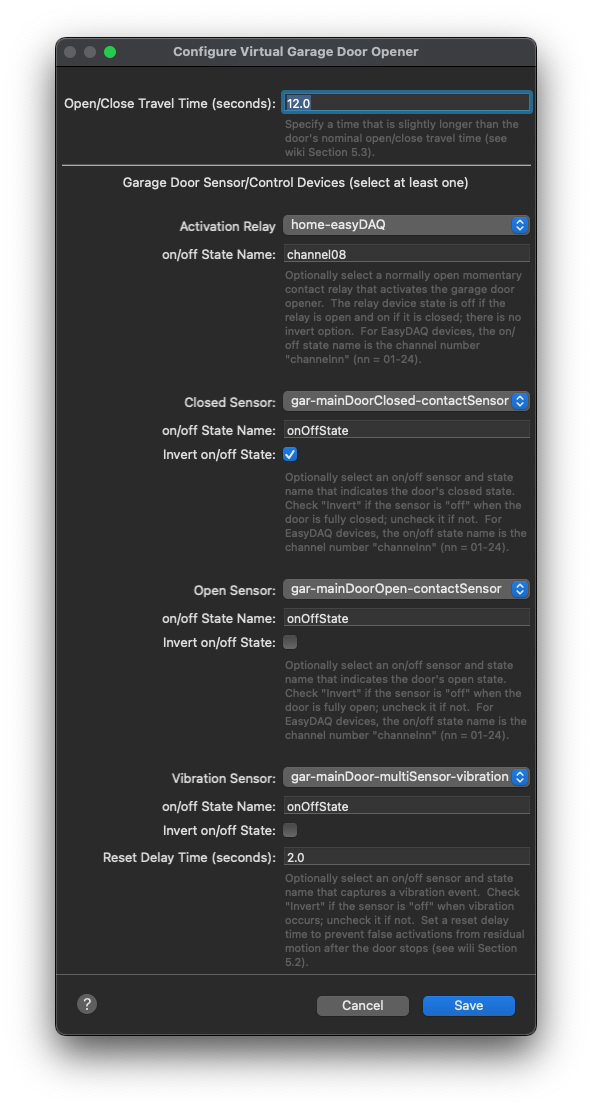 Configure Virtual Garage Door Opener
Open/Close Travel Time (seconds): 12.0
Specify a time that is slightly longer than the
door's nominal open/close travel time (see
wiki Section 5.3).
Garage Door Sensor/Control Devices (select at least one)
Activation Relay home-easyDAQ
on/off State Name: channel08
Optionally select a normally open momentary
contact relay that activates the garage door
opener. The relay device state is off if the
relay is open and on if it is closed; there is no
invert option. For EasyDAQ devices, the on/
off state name is the channel number
"channelnn" (nn = 01-24).
Closed Sensor: gar-mainDoorClosed-contactSensor
on/off State Name: onOffState
Invert on/off State:
Optionally select an on/off sensor and state
name that indicates the door's closed state.
Check "Invert" if the sensor is "off" when the
door is fully closed; uncheck it if not. For
EasyDAQ devices, the on/off state name is the
channel number "channelnn" (nn = 01-24).
Open Sensor: gar-mainDoorOpen-contactSensor
on/off State Name: onOffState
Invert on/off State:
Optionally select an on/off sensor and state
name that indicates the door's open state.
Check "Invert" if the sensor is "off" when the
door is fully open; uncheck it if not. For
EasyDAQ devices, the on/off state name is the
channel number "channelnn" (nn = 01-24).
Vibration Sensor: gar-mainDoor-multiSensor-vibration
on/off State Name: onOffState
Invert on/off State:
Reset Delay Time (seconds): 2.0
Optionally select an on/off sensor and state
name that captures a vibration event. Check
"Invert" if the sensor is "off" when vibration
occurs; uncheck it if not. Set a reset delay
time to prevent false activations from residual
motion after the door stops (see wili Section
5.2).
? Cancel Save